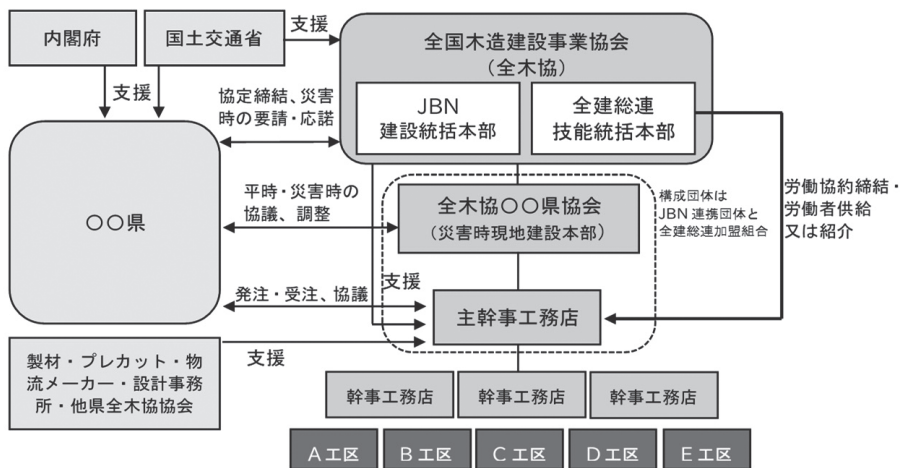 内閣府
国土交通省
支援
全国木造建設事業協会
（全木協）
支援
協定締結、災害
時の要請・応諾
JBN
建設統括本部
全建総連
技能統括本部
〇〇県
平時・災害時の
協議、調整
全木協〇〇県協会
（災害時現地建設本部）
構成団体は
JBN 連携団体と
全建総連加盟組合
労働協約締結・
労働者供給
又は紹介
支援
発注・受注、協議
主幹事工務店
製材・プレカット・物
流メーカー・設計事務
所・他県全木協協会
支援
幹事工務店
幹事工務店
幹事工務店
A工区
B工区
C工区
D工区
E工区